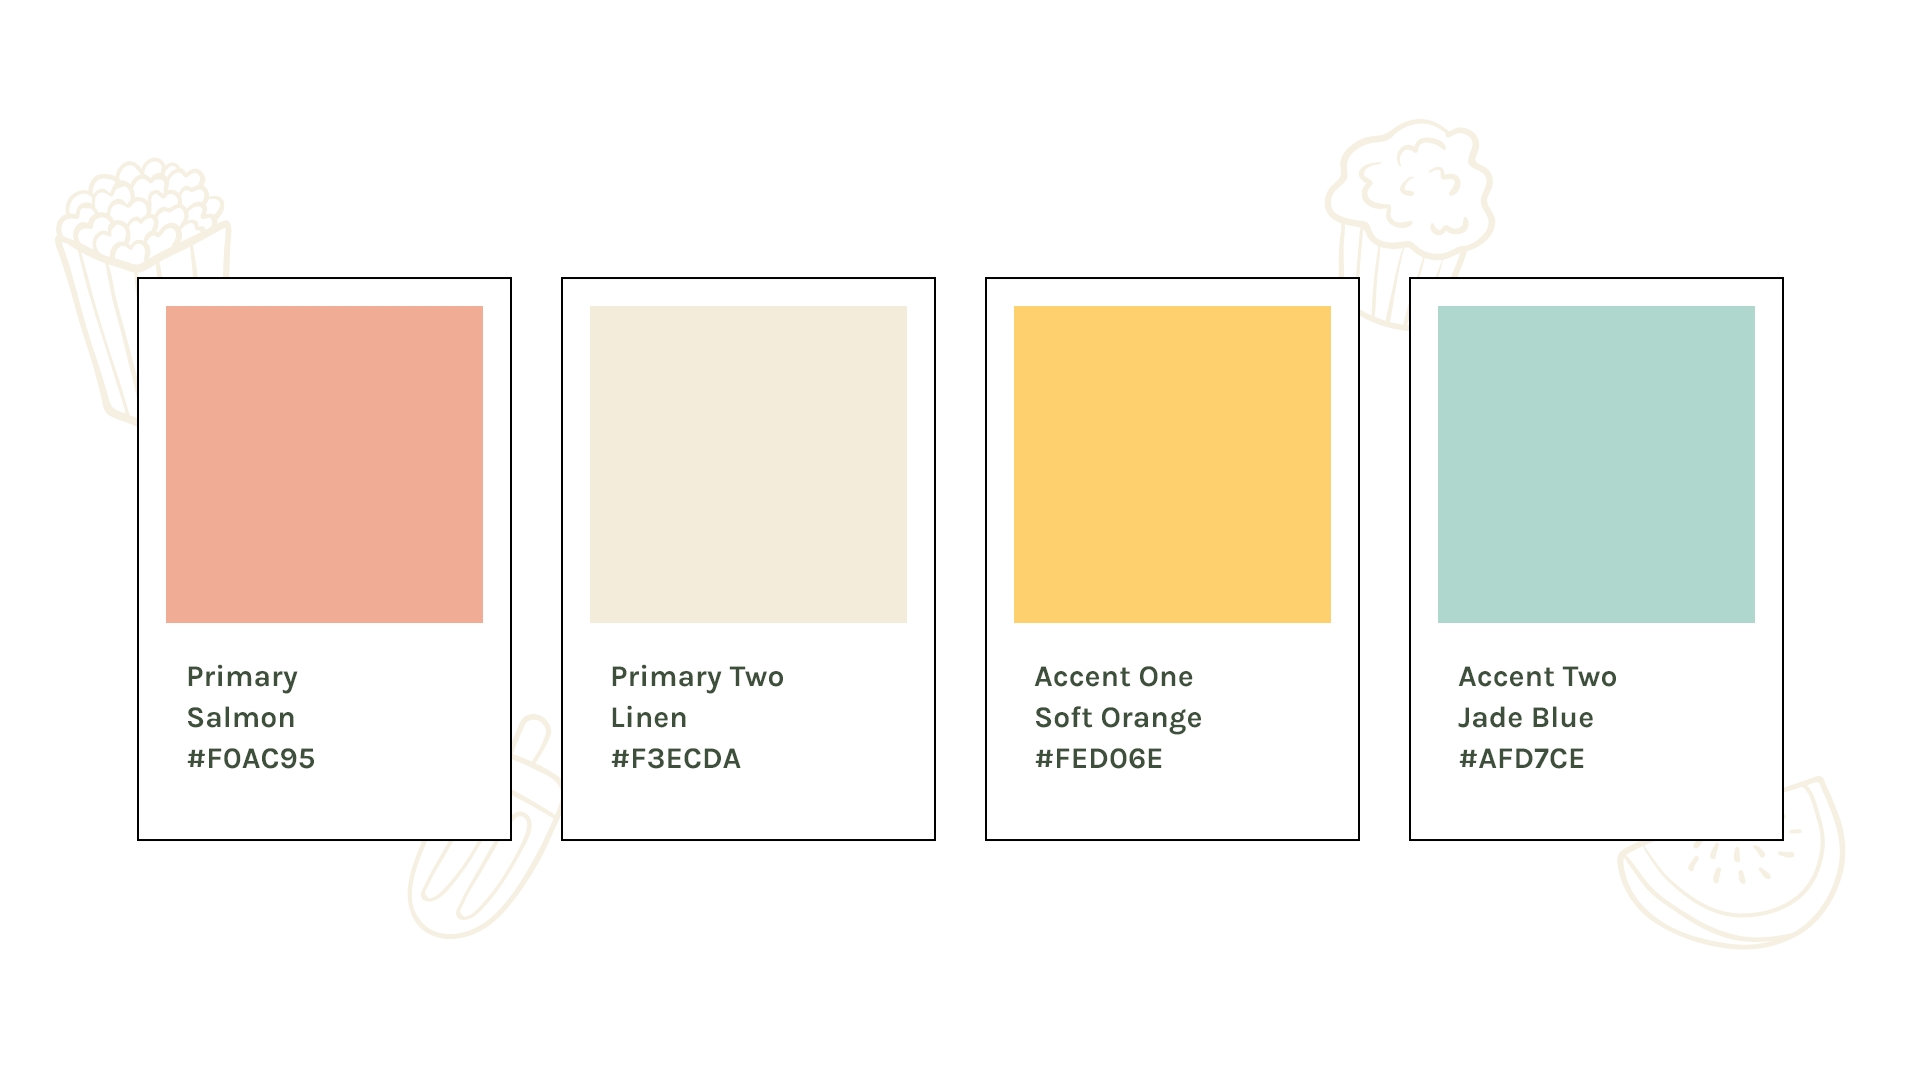 Primary
Salmon
#F0AC95
Primary Two
Linen
#F3ECDA
Accent One
Soft Orange
#FED06E
Accent Two
Jade Blue
#AFD7CE